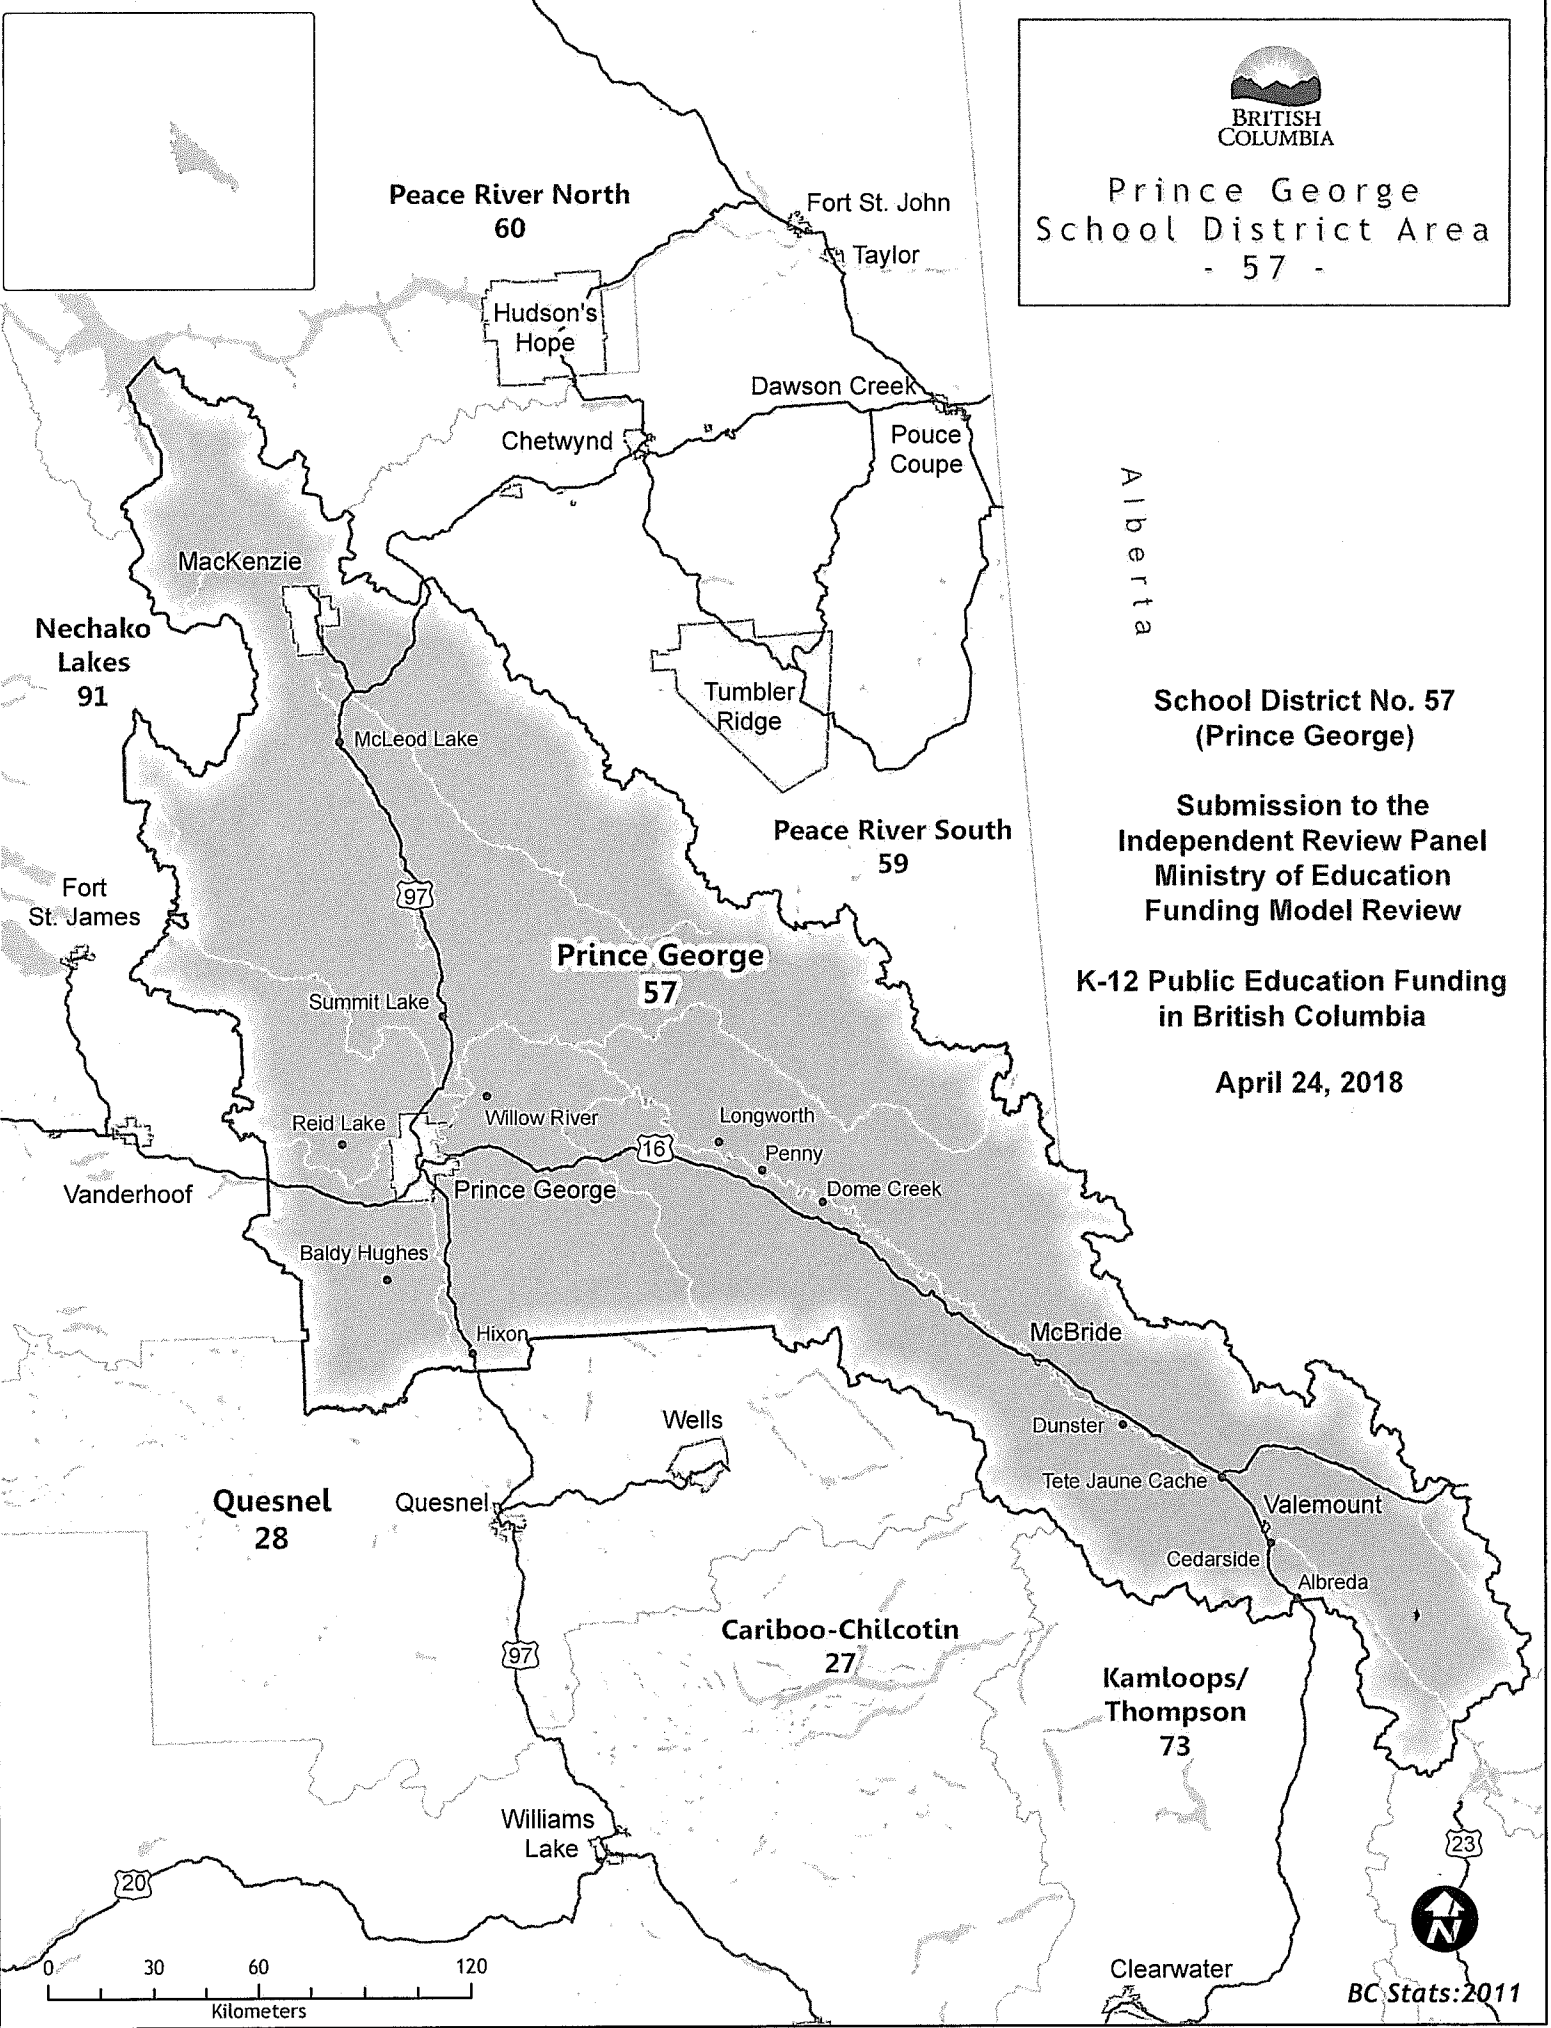 BRITISH
COLUMBIA
Prince George
School District Area
- 57 -
Peace River North
60
Fort St. John
Taylor
Hudson's
Hope
Dawson Creek
Chetwynd
Pouce
Coupe
Alberta
MacKenzie
Nechako
Lakes
91
Tumbler
Ridge
McLeod Lake
School District No. 57
(Prince George)
Submission to the
Independent Review Panel
Ministry of Education
Funding Model Review
K-12 Public Education Funding
in British Columbia
April 24, 2018
Peace River South
59
Fort
St. James
97
Prince George
57
Summit Lake
Willow River
Reid Lake
Longworth
16
Penny
Vanderhoof
Prince George
Dome Creek
Baldy Hughes
Hixon
McBride
Wells
Dunster
Tete Jaune Cache
Quesnel
28
Quesnel
Valemount
Cedarside
Albreda
Cariboo-Chilcotin
27
97
Kamloops/
Thompson
73
Williams
Lake
20
23
N
0 30 60 120
Kilometers
Clearwater
BC Stats:2011